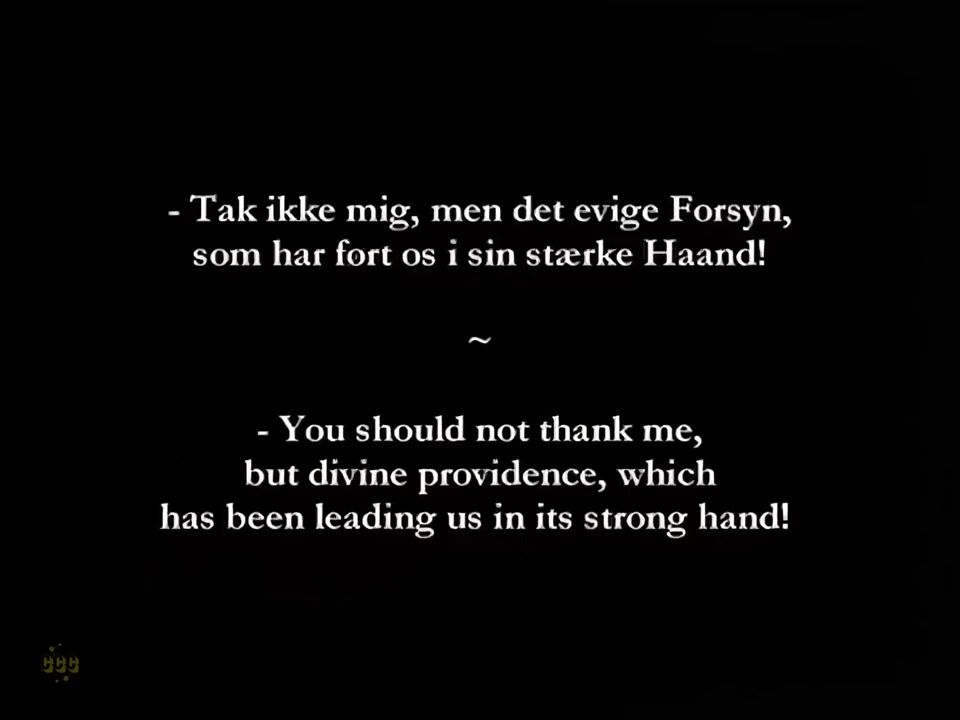 - Tak ikke mig, men det evige Forsyn,
som har ført os i sin stærke Haand!
~
- You should not thank me,
but divine providence, which
has been leading us in its strong hand!
CCC